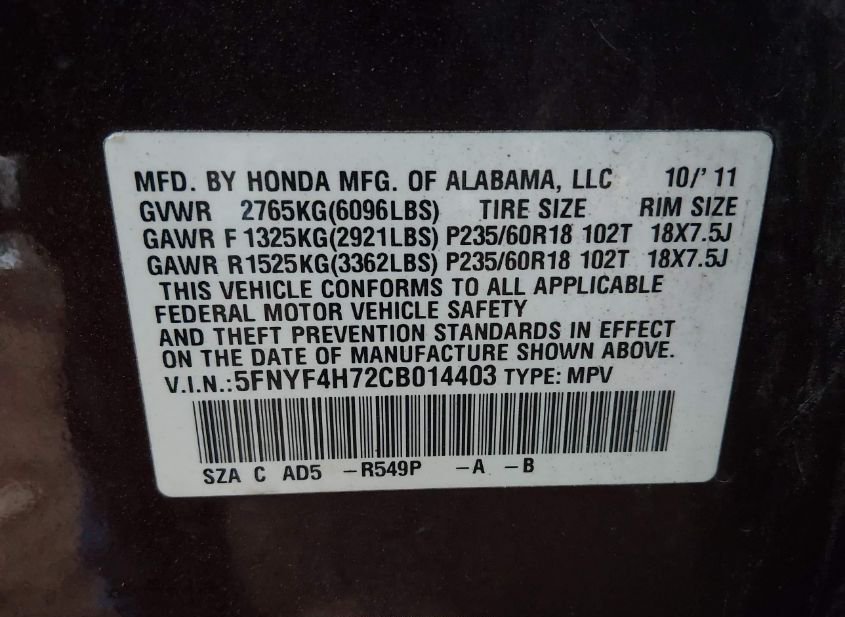 MFD. BY HONDA MFG. OF ALABAMA, LLC 10/' 11
GVWR 2765KG(6096LBS) TIRE SIZE RIM SIZE
GAWR F 1325KG(2921LBS) P235/60R18 102T 18X7.5J
GAWR R1525KG(3362LBS) P235/60R18 102T 18X7.5J
THIS VEHICLE CONFORMS TO ALL APPLICABLE
FEDERAL MOTOR VEHICLE SAFETY
AND THEFT PREVENTION STANDARDS IN EFFECT
ON THE DATE OF MANUFACTURE SHOWN ABOVE.
V.I.N.:5FNYF4H72CB014403 TYPE: MPV
SZA C AD5 -R549P -A -B